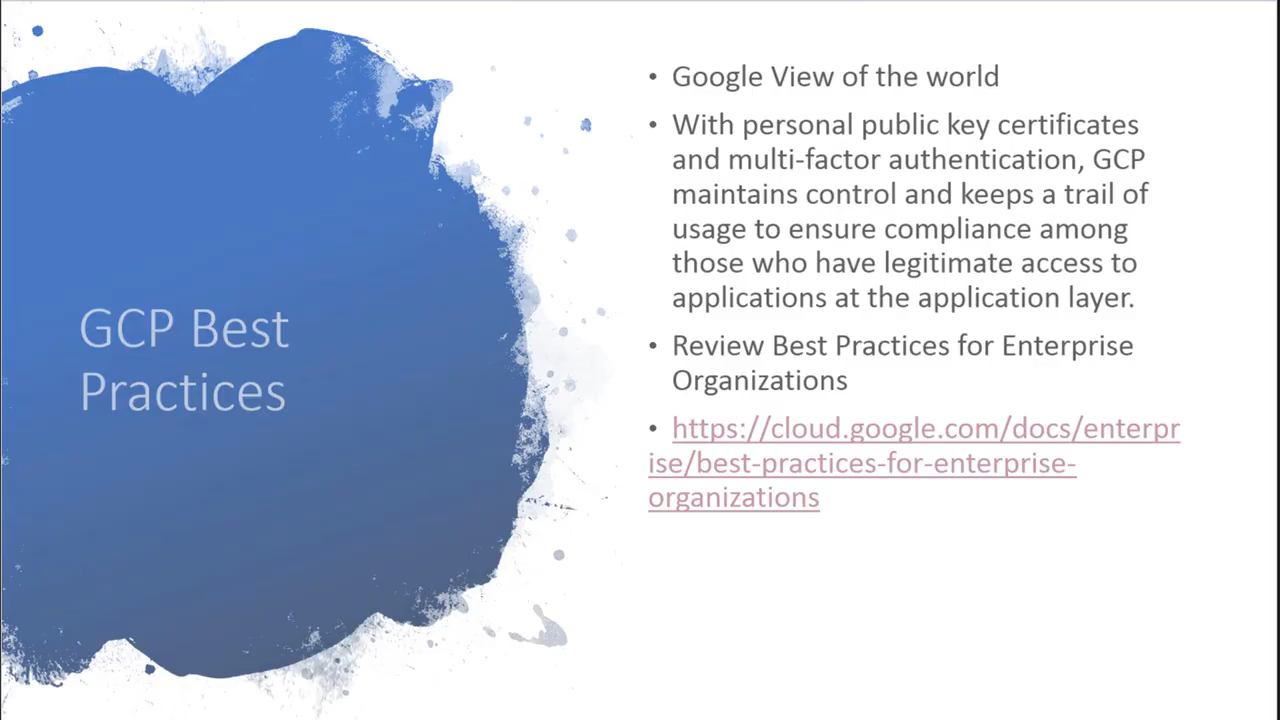 GCP Best
Practices
• Google View of the world
• With personal public key certificates
and multi-factor authentication, GCP
maintains control and keeps a trail of
usage to ensure compliance among
those who have legitimate access to
applications at the application layer.
• Review Best Practices for Enterprise
Organizations
• https://cloud.google.com/docs/enterpr
ise/best-practices-for-enterprise-
organizations